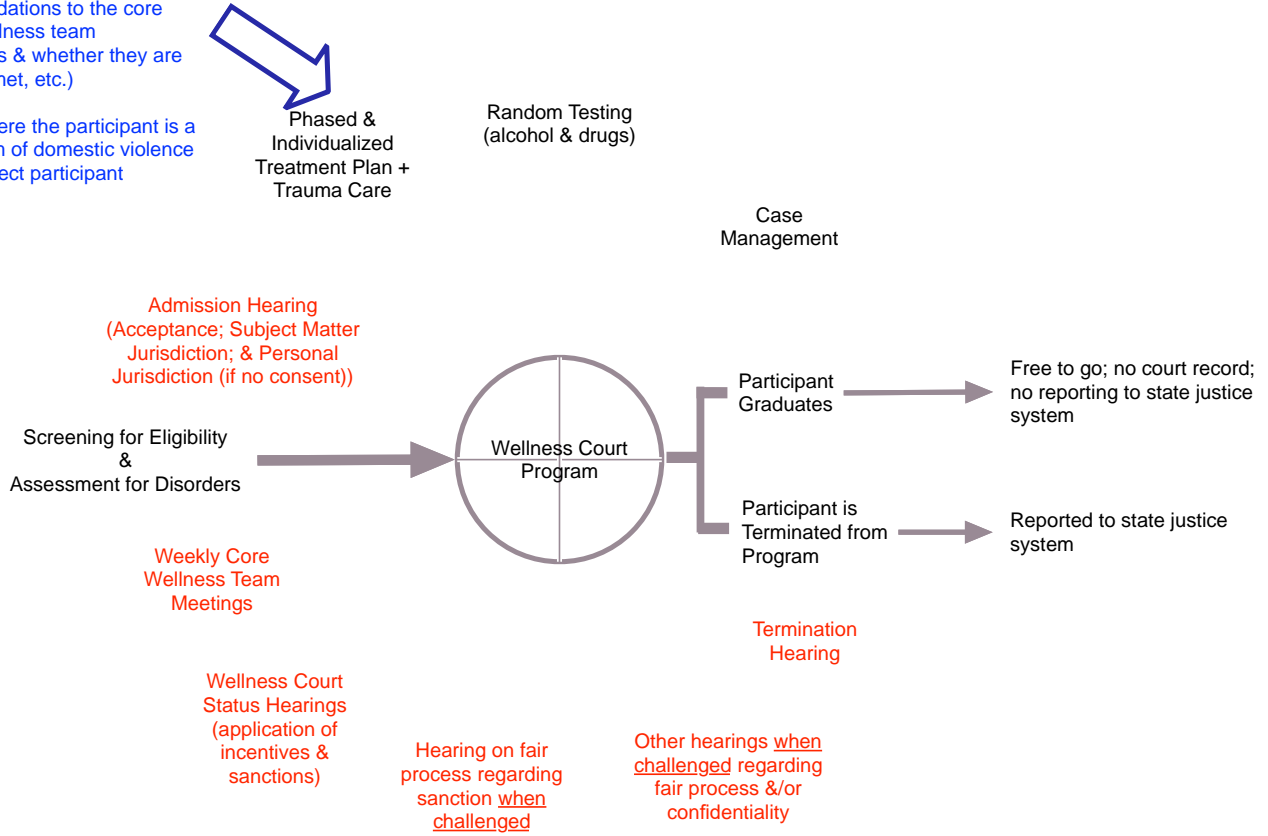 dations to the core
lness team
s & whether they are
net, etc.)
ere the participant is a
n of domestic violence
ect participant
Phased &
Individualized
Treatment Plan +
Trauma Care
Random Testing
(alcohol & drugs)
Case
Management
Admission Hearing
(Acceptance; Subject Matter
Jurisdiction; & Personal
Jurisdiction (if no consent))
Screening for Eligibility
&
Assessment for Disorders
Wellness Court
Program
Participant
Graduates
Free to go; no court record;
no reporting to state justice
system
Participant is
Terminated from
Program
Reported to state justice
system
Weekly Core
Wellness Team
Meetings
Termination
Hearing
Wellness Court
Status Hearings
(application of
incentives &
sanctions)
Hearing on fair
process regarding
sanction when
challenged
Other hearings when
challenged regarding
fair process &/or
confidentiality